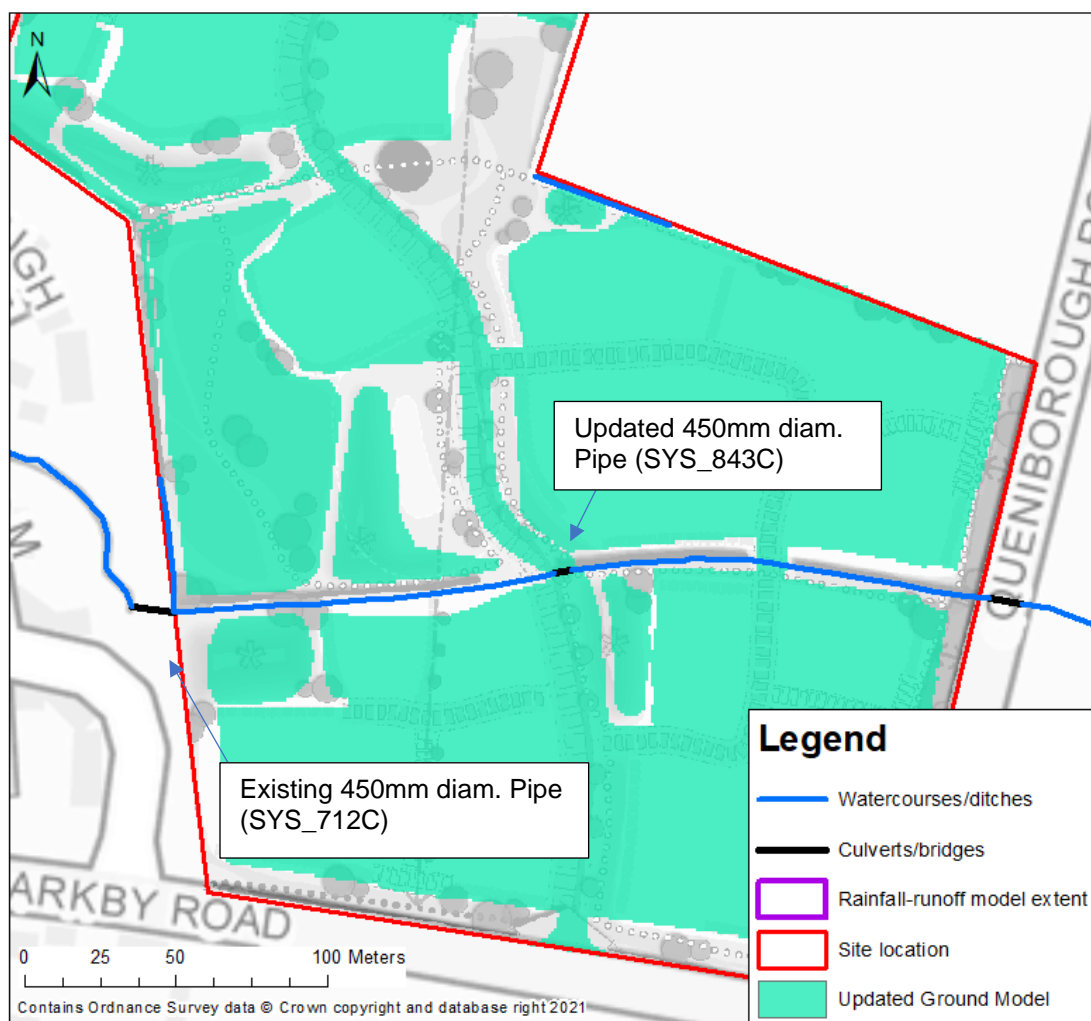 N
UGH
QUENIBOROUGH RO
Updated 450mm diam.
Pipe (SYS_843C)
M
Existing 450mm diam. Pipe
(SYS_712C)
ARKBY ROAD
0 25 50 100 Meters
Contains Ordnance Survey data © Crown copyright and database right 2021
Legend
Watercourses/ditches
Culverts/bridges
Rainfall-runoff model extent
Site location
Updated Ground Model